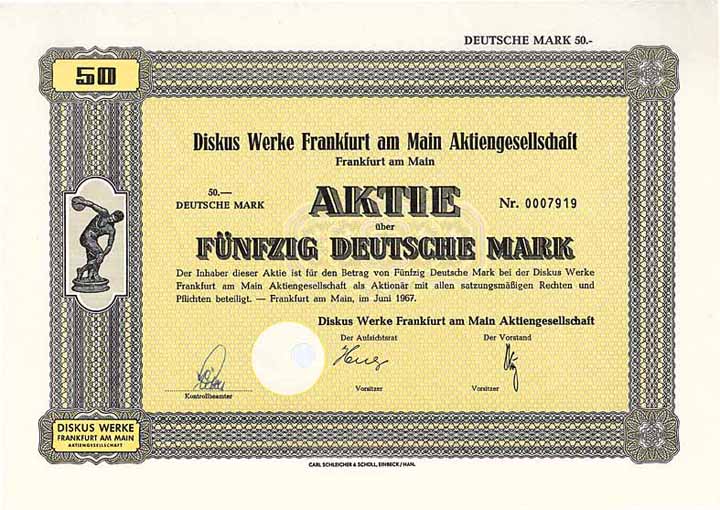 DEUTSCHE MARK 50.-
50
Diskus Werke Frankfurt am Main Aktiengesellschaft
Frankfurt am Main
50.—
DEUTSCHE MARK
AKTIE
Nr. 0007919
über
FÜNFZIG DEUTSCHE MARK
Der Inhaber dieser Aktie ist für den Betrag von Fünfzig Deutsche Mark bei der Diskus Werke
Frankfurt am Main Aktiengesellschaft als Aktionär mit allen satzungsmäßigen Rechten und
Pflichten beteiligt. — Frankfurt am Main, im Juni 1967.
Diskus Werke Frankfurt am Main Aktiengesellschaft
Der Aufsichtsrat
Der Vorstand
Kontrollbeamter
Vorsitzer
Vorsitzer
DISKUS WERKE
FRANKFURT AM MAIN
AKTIENGESELLSCHAFT
CARL SCHLEICHER & SCHÜLL, EINBECK/HAN.